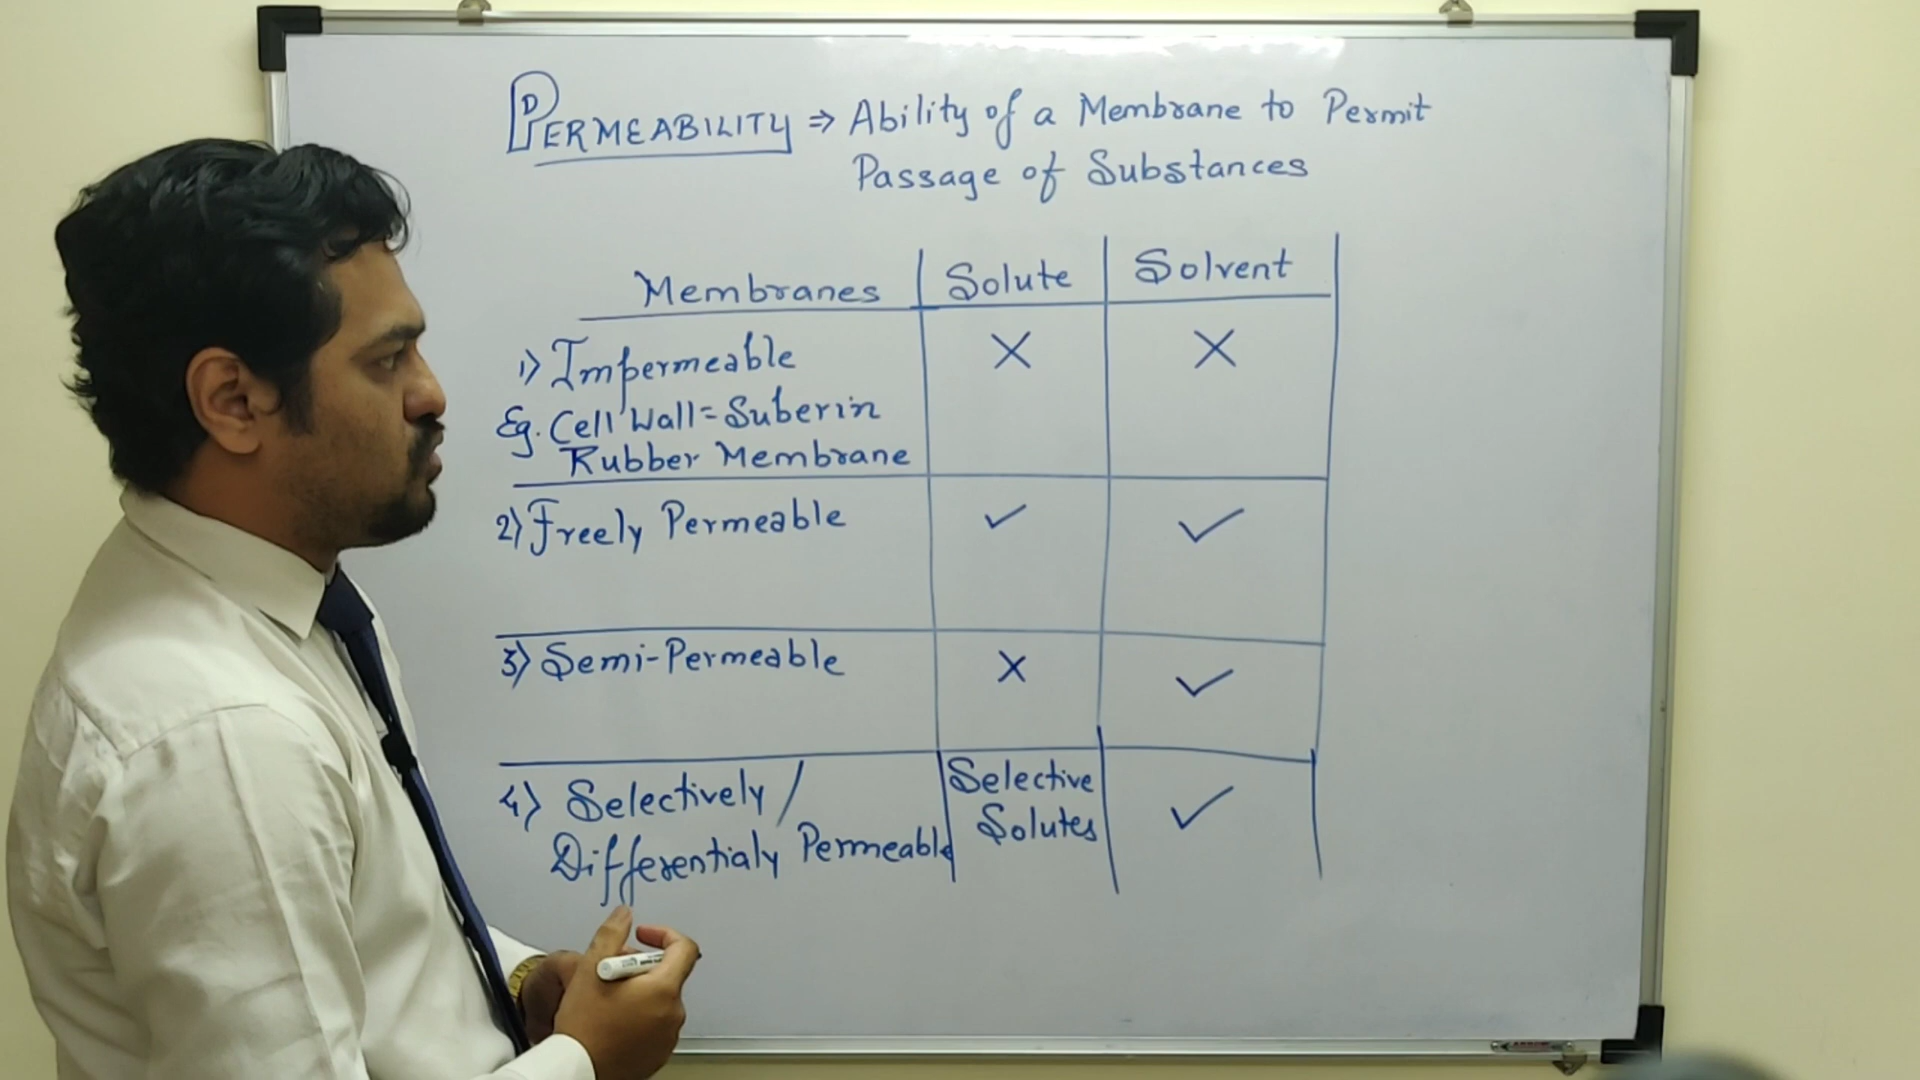 PERMEABILITY ⇒ Ability of a Membrane to Permit
Passage of Substances
Membranes Solute Solvent
1) Impermeable X X
Eg. Cell Wall = Suberin
Rubber Membrane
2) Freely Permeable ✓ ✓
3) Semi-Permeable X ✓
4) Selectively / Selective ✓
Differentialy Permeable Solutes